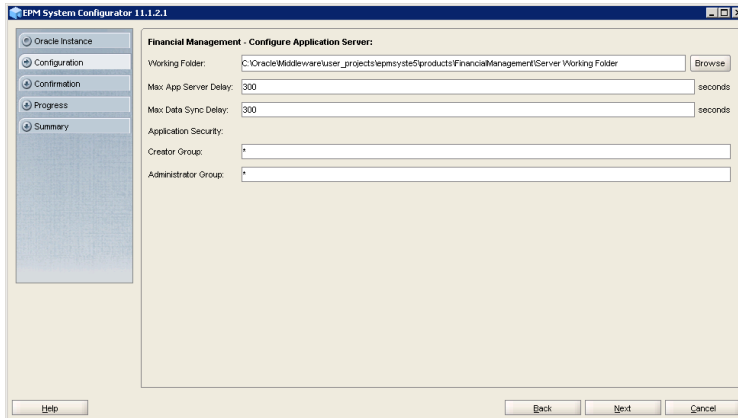 EPM System Configurator 11.1.2.1
Oracle Instance
Configuration
Confirmation
Progress
Summary
Financial Management - Configure Application Server:
Working Folder: C:\Oracle\Middleware\user_projects\epmsyste5\products\FinancialManagement\Server Working Folder Browse
Max App Server Delay: 300 seconds
Max Data Sync Delay: 300 seconds
Application Security:
Creator Group: *
Administrator Group: *
Help Back Next Cancel